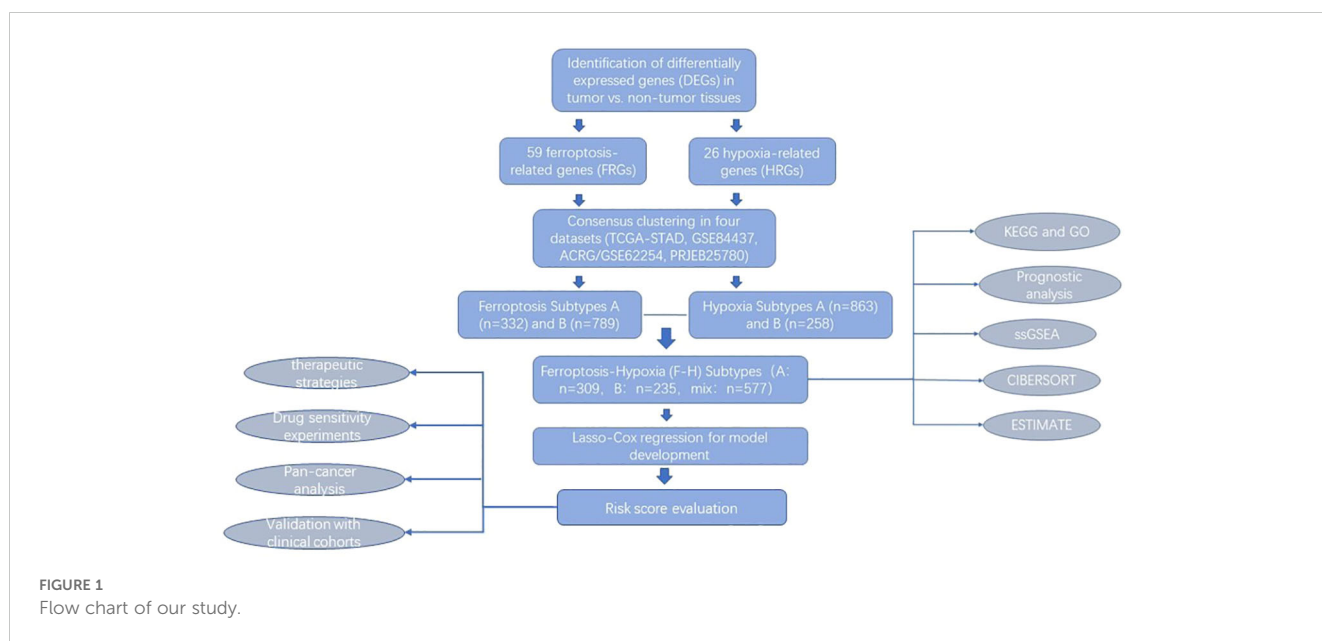 Identification of differentially
expressed genes (DEGs) in
tumor vs. non-tumor tissues
59 ferroptosis-
related genes (FRGs)
26 hypoxia-related
genes (HRGs)
Consensus clustering in four
datasets (TCGA-STAD, GSE84437,
ACRG/GSE62254, PRJEB25780)
Ferroptosis Subtypes A
(n=332) and B (n=789)
Hypoxia Subtypes A (n=863)
and B (n=258)
Ferroptosis-Hypoxia (F-H) Subtypes（A：
n=309， B： n=235， mix： n=577）
Lasso-Cox regression for model
development
Risk score evaluation
KEGG and GO
Prognostic
analysis
ssGSEA
CIBERSORT
ESTIMATE
therapeutic
strategies
Drug sensitivity
experiments
Pan-cancer
analysis
Validation with
clinical cohorts
FIGURE 1
Flow chart of our study.